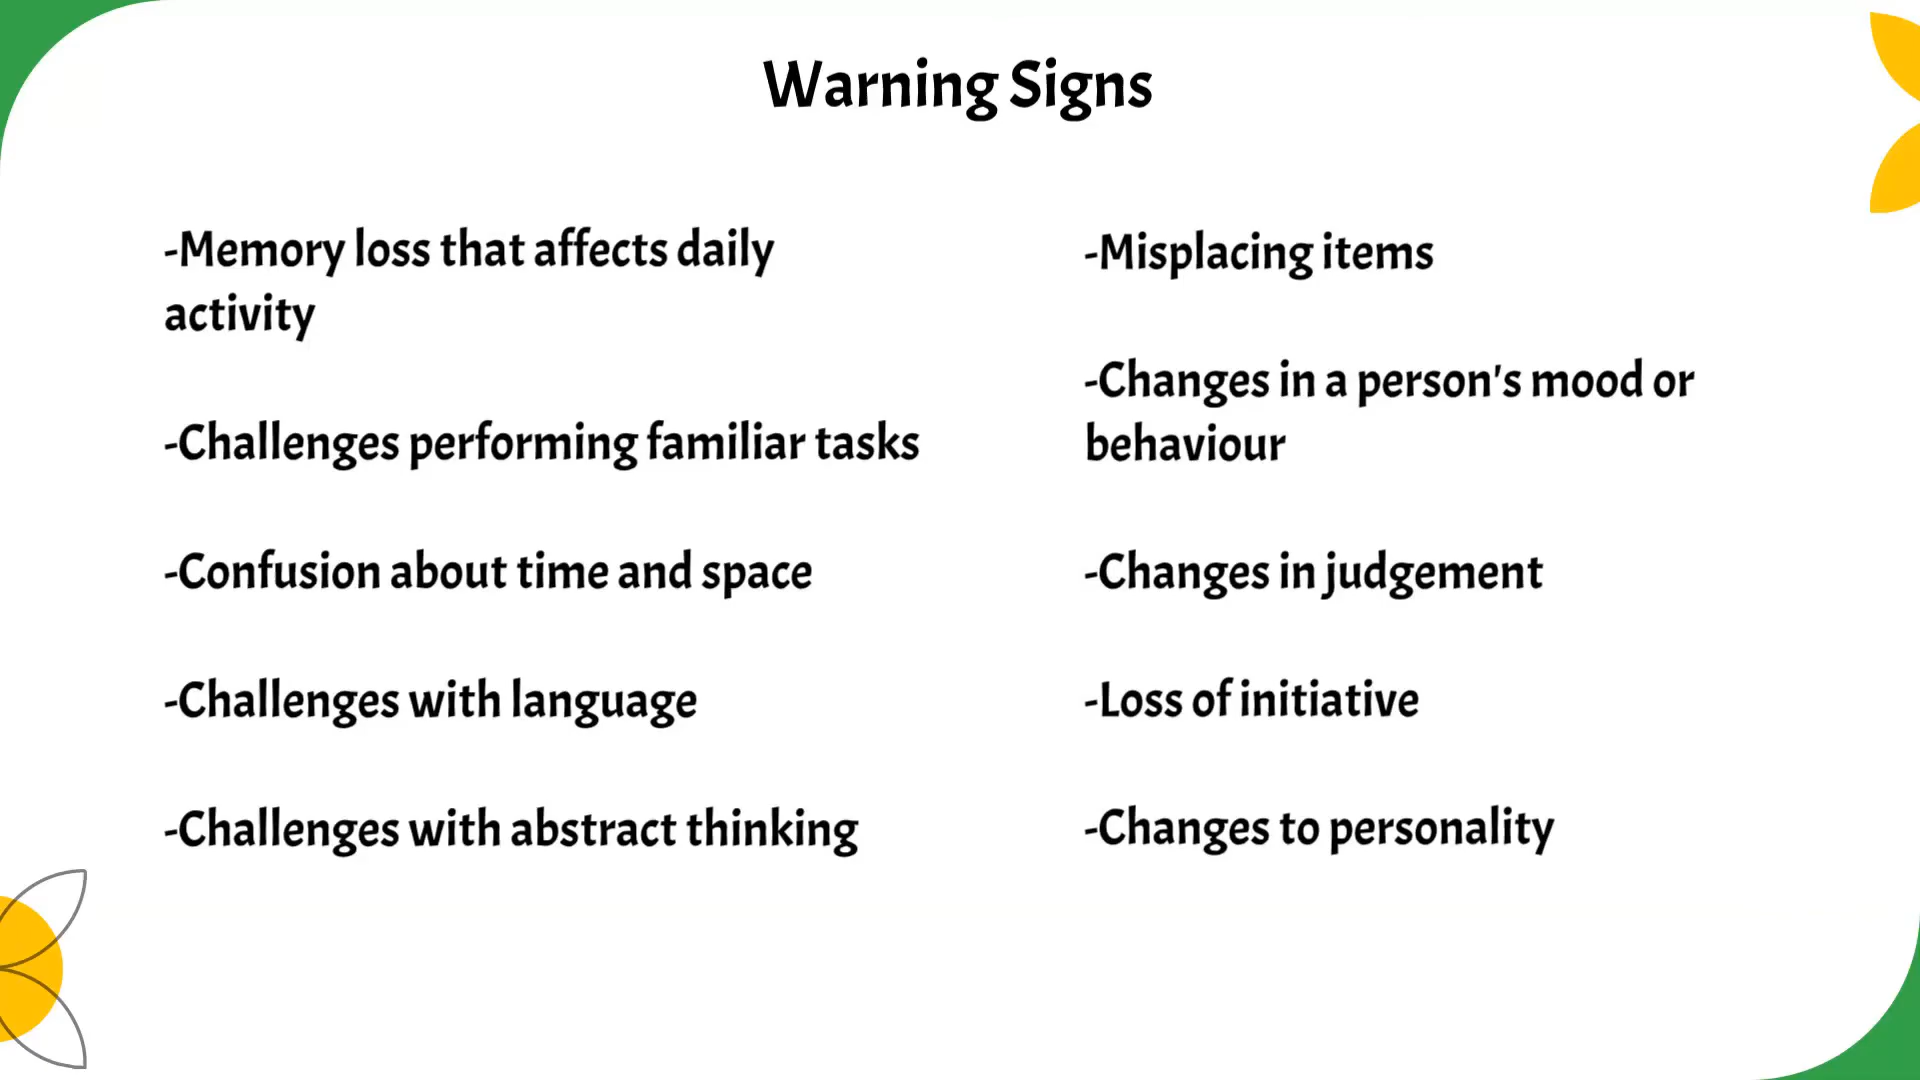 Warning Signs
-Memory loss that affects daily
activity
-Challenges performing familiar tasks
-Confusion about time and space
-Challenges with language
-Challenges with abstract thinking
-Misplacing items
-Changes in a person's mood or
behaviour
-Changes in judgement
-Loss of initiative
-Changes to personality